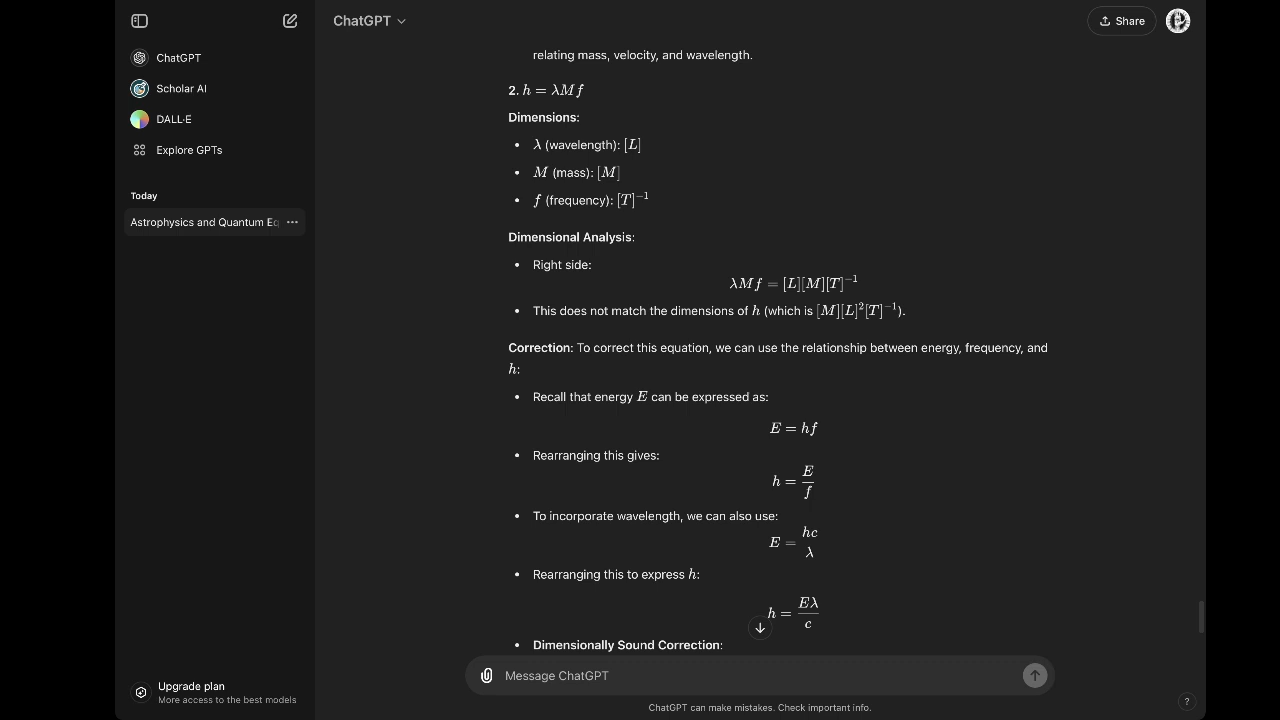 ChatGPT
Share
ChatGPT
Scholar AI
DALL·E
Explore GPTs
Today
Astrophysics and Quantum Eq
Upgrade plan
More access to the best models
relating mass, velocity, and wavelength.
2. h = λMf
Dimensions:
• λ (wavelength): [L]
• M (mass): [M]
• f (frequency): [T]⁻¹
Dimensional Analysis:
• Right side:
λMf = [L][M][T]⁻¹
• This does not match the dimensions of h (which is [M][L]²[T]⁻¹).
Correction: To correct this equation, we can use the relationship between energy, frequency, and
h:
• Recall that energy E can be expressed as:
E = hf
• Rearranging this gives:
h = E/f
• To incorporate wavelength, we can also use:
E = hc/λ
• Rearranging this to express h:
h = Eλ/c
• Dimensionally Sound Correction:
Message ChatGPT
ChatGPT can make mistakes. Check important info.
?